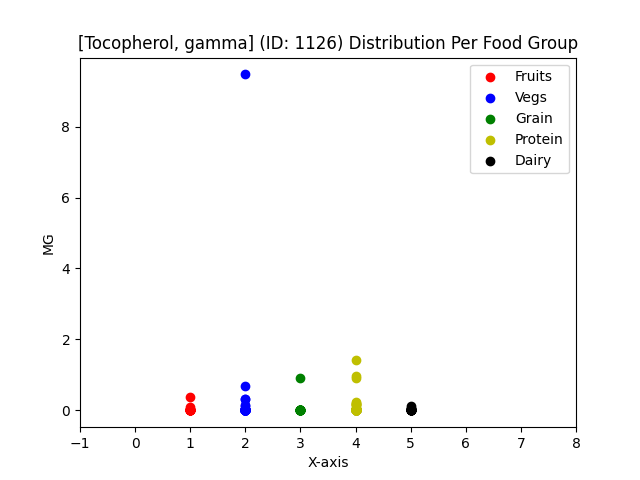 [Tocopherol, gamma] (ID: 1126) Distribution Per Food Group
Fruits
Vegs
Grain
Protein
Dairy
8
6
4
2
0
MG
−1 0 1 2 3 4 5 6 7 8
X-axis